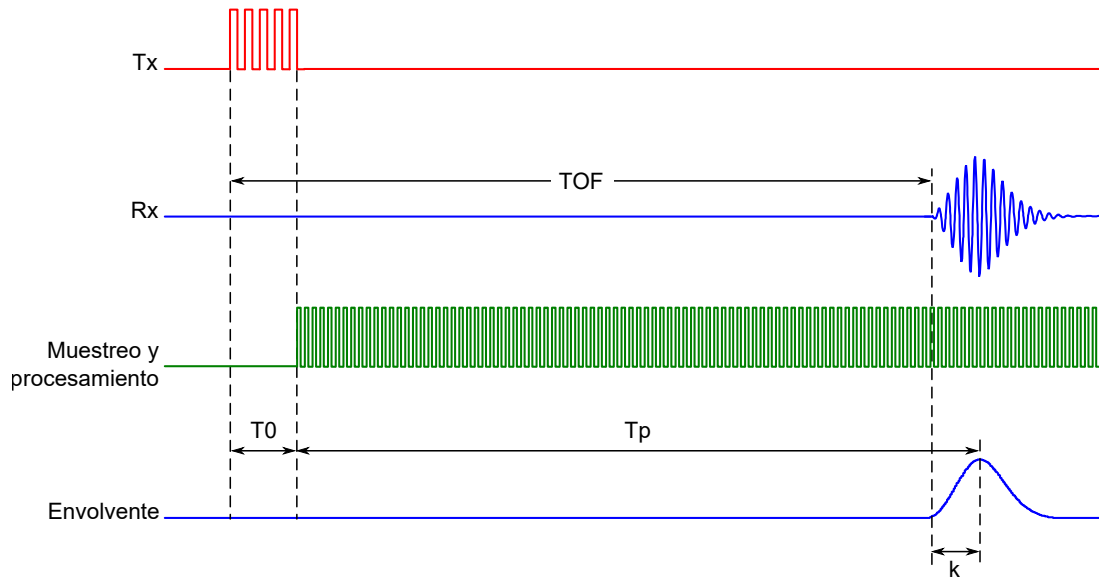 Tx
TOF
Rx
Muestreo y
procesamiento
T0
Tp
Envolvente
k